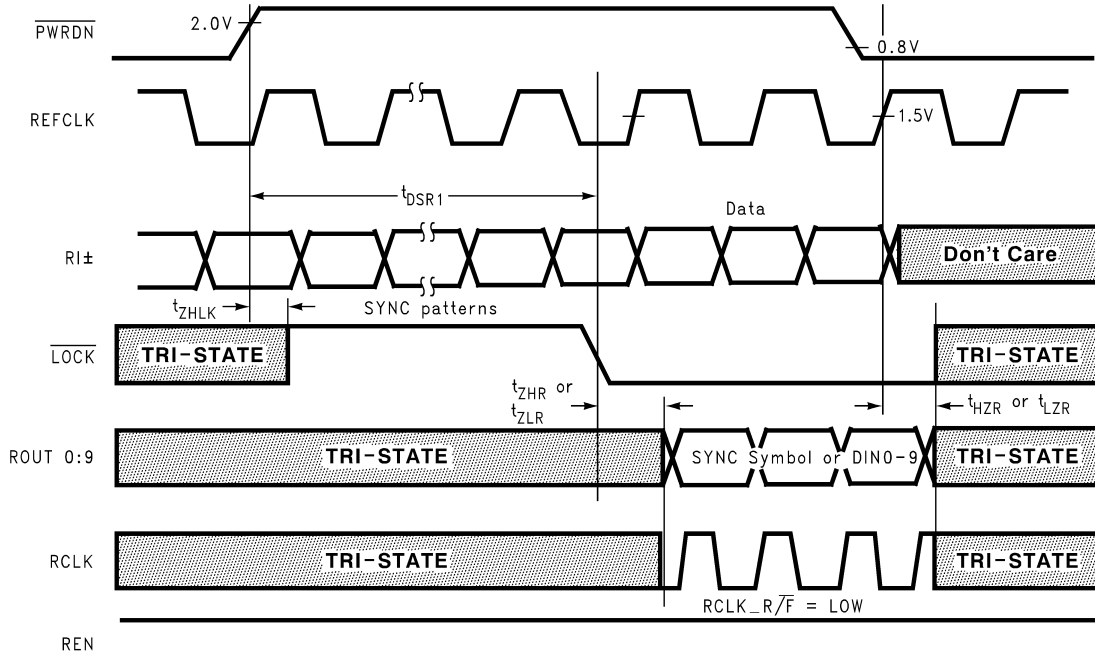 PWRDN
2.0V
0.8V
REFCLK
1.5V
tDSR1
Data
RI±
Don't Care
tZHLK
SYNC patterns
LOCK
TRI-STATE
TRI-STATE
tZHR or
tZLR
tHZR or tLZR
ROUT 0:9
TRI-STATE
SYNC Symbol or DIN0-9
TRI-STATE
RCLK
TRI-STATE
TRI-STATE
RCLK_R/F = LOW
REN